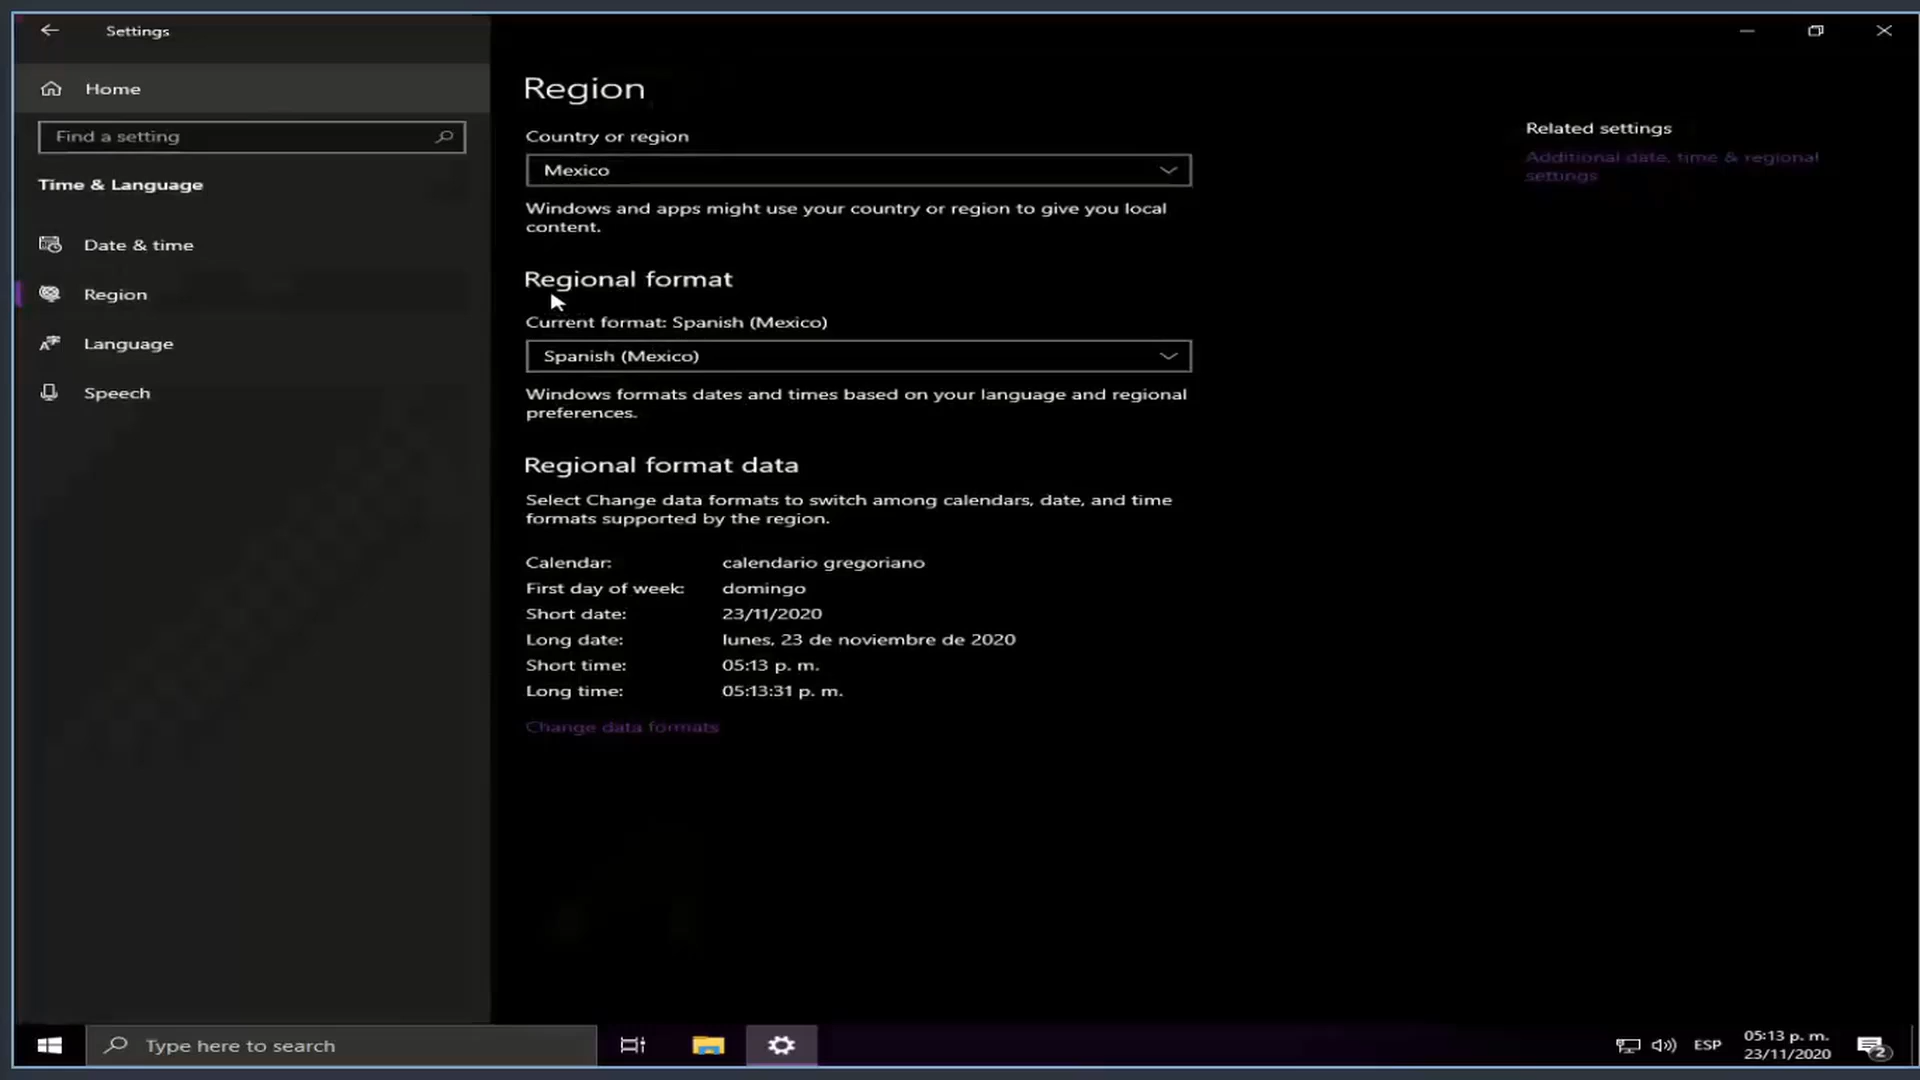 Settings
Home
Find a setting
Time & Language
Date & time
Region
Language
Speech
Region
Country or region
Mexico
Windows and apps might use your country or region to give you local
content.
Regional format
Current format: Spanish (Mexico)
Spanish (Mexico)
Windows formats dates and times based on your language and regional
preferences.
Regional format data
Select Change data formats to switch among calendars, date, and time
formats supported by the region.
Calendar: calendario gregoriano
First day of week: domingo
Short date: 23/11/2020
Long date: lunes, 23 de noviembre de 2020
Short time: 05:13 p. m.
Long time: 05:13:31 p. m.
Change data formats
Related settings
Additional date, time & regional
settings
Type here to search
ESP
05:13 p. m.
23/11/2020
2